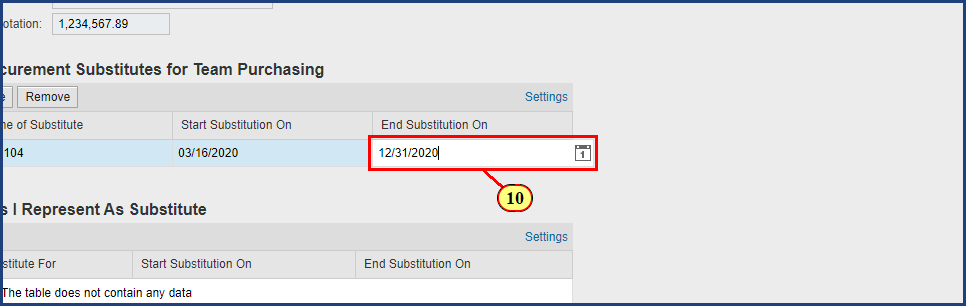 otation: 1,234,567.89
curement Substitutes for Team Purchasing
e Remove Settings
ne of Substitute Start Substitution On End Substitution On
104 03/16/2020 12/31/2020 1
10
s I Represent As Substitute
Settings
stitute For Start Substitution On End Substitution On
The table does not contain any data